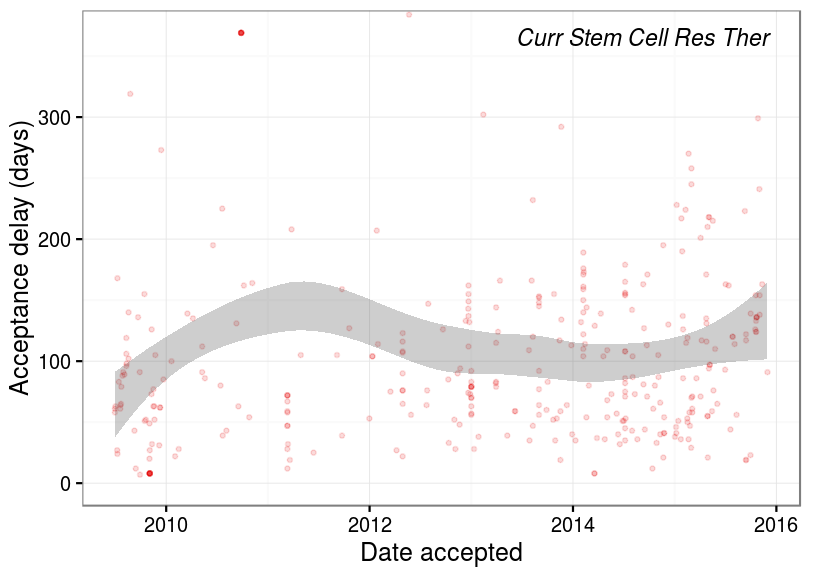 Curr Stem Cell Res Ther
Acceptance delay (days)
300
200
100
0
2010 2012 2014 2016
Date accepted